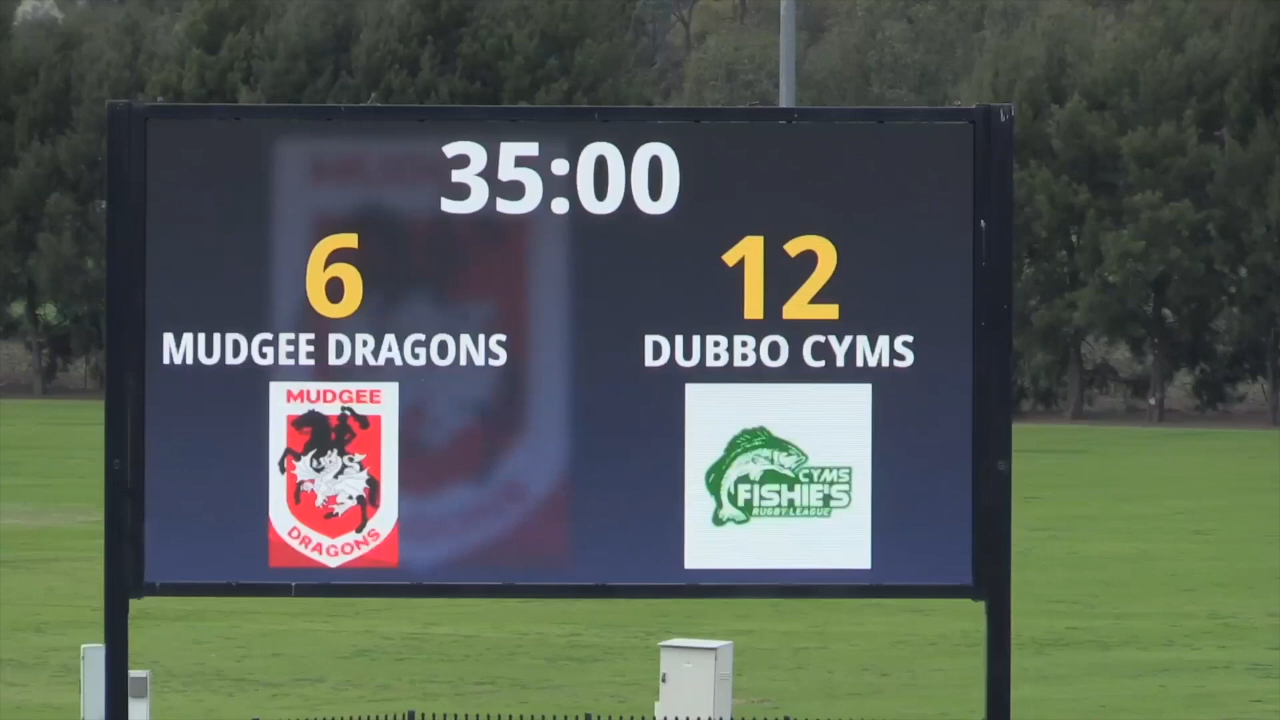 35:00
6
12
MUDGEE DRAGONS
DUBBO CYMS
MUDGEE
DRAGONS
CYMS
FISHIE'S
RUGBY LEAGUE